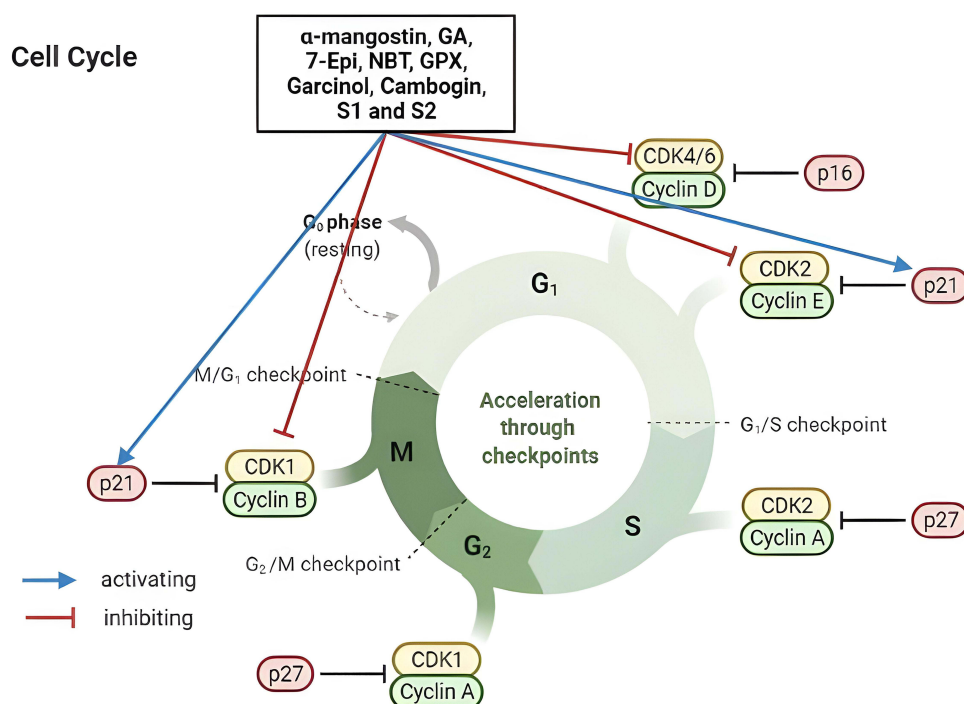 Cell Cycle
α-mangostin, GA,
7-Epi, NBT, GPX,
Garcinol, Cambogin,
S1 and S2
CDK4/6
Cyclin D
p16
G₀ phase
(resting)
G₁
CDK2
Cyclin E
p21
M/G₁ checkpoint
Acceleration
through
checkpoints
G₁/S checkpoint
M
p21
CDK1
Cyclin B
S
CDK2
Cyclin A
p27
G₂
G₂/M checkpoint
activating
inhibiting
p27
CDK1
Cyclin A